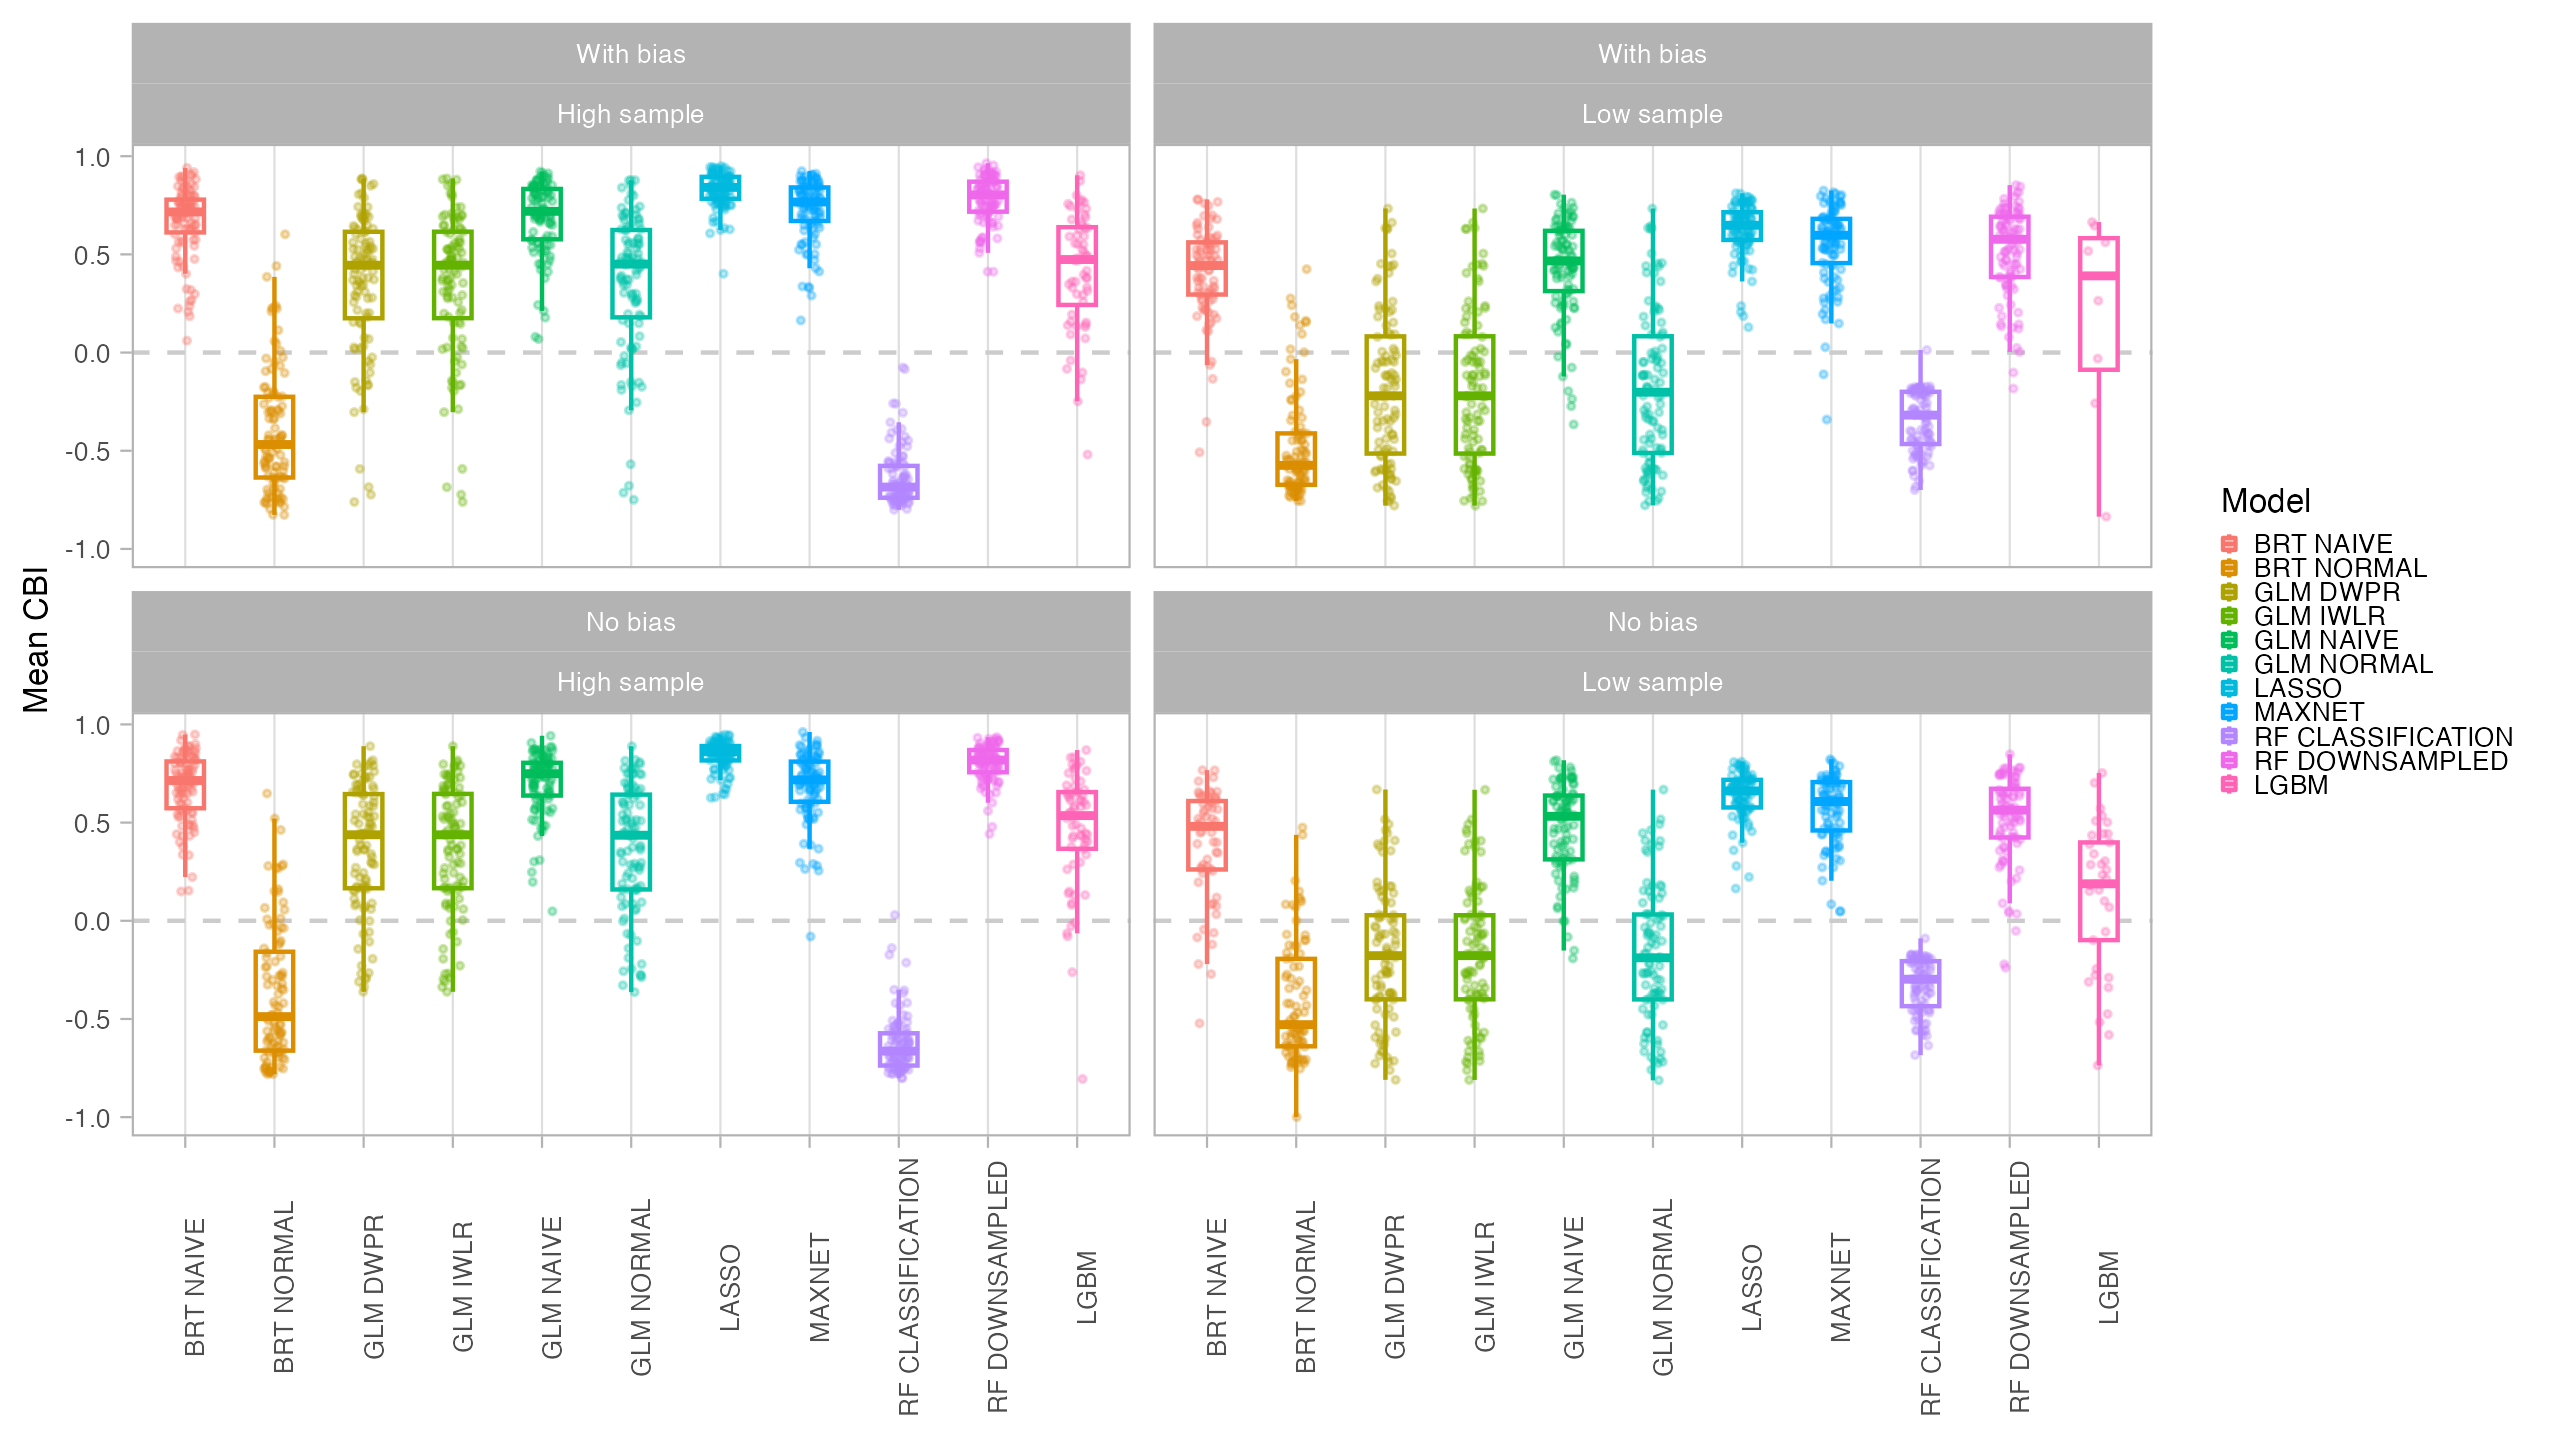 With bias
With bias
High sample
Low sample
1.0
0.5
0.0
-0.5
-1.0
No bias
No bias
High sample
Low sample
1.0
0.5
0.0
-0.5
-1.0
Mean CBI
BRT NAIVE
BRT NORMAL
GLM DWPR
GLM IWLR
GLM NAIVE
GLM NORMAL
LASSO
MAXNET
RF CLASSIFICATION
RF DOWNSAMPLED
LGBM
BRT NAIVE
BRT NORMAL
GLM DWPR
GLM IWLR
GLM NAIVE
GLM NORMAL
LASSO
MAXNET
RF CLASSIFICATION
RF DOWNSAMPLED
LGBM
Model
BRT NAIVE
BRT NORMAL
GLM DWPR
GLM IWLR
GLM NAIVE
GLM NORMAL
LASSO
MAXNET
RF CLASSIFICATION
RF DOWNSAMPLED
LGBM